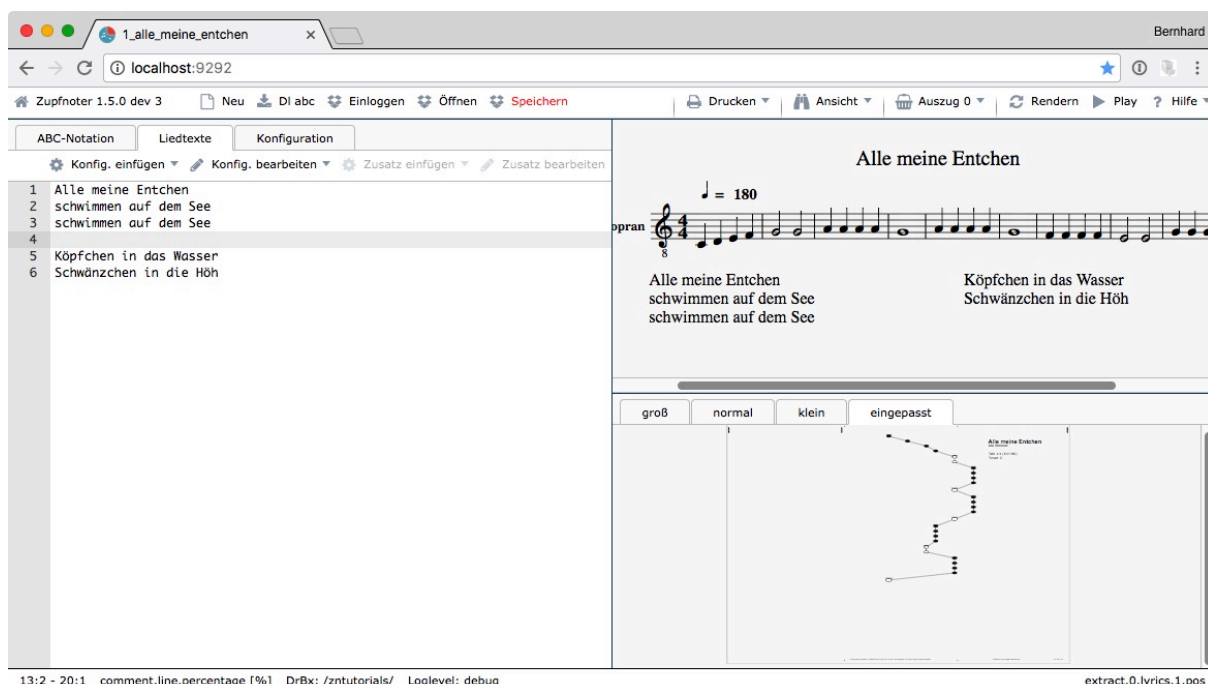 1_alle_meine_entchen ×
Bernhard
localhost:9292
Zupfnoter 1.5.0 dev 3 Neu Dl abc Einloggen Öffnen Speichern Drucken Ansicht Auszug 0 Rendern Play ? Hilfe
ABC-Notation Liedtexte Konfiguration
Konfig. einfügen Konfig. bearbeiten Zusatz einfügen Zusatz bearbeiten
1 Alle meine Entchen
2 schwimmen auf dem See
3 schwimmen auf dem See
4
5 Köpfchen in das Wasser
6 Schwänzchen in die Höh
Alle meine Entchen
= 180
opran
4
4
8
Alle meine Entchen
schwimmen auf dem See
schwimmen auf dem See
Köpfchen in das Wasser
Schwänzchen in die Höh
groß normal klein eingepasst
Alle meine Entchen
13:2 - 20:1 comment.line.percentage [%] DrBx: /zntutorials/ Loglevel: debug extract.0.lyrics.1.pos